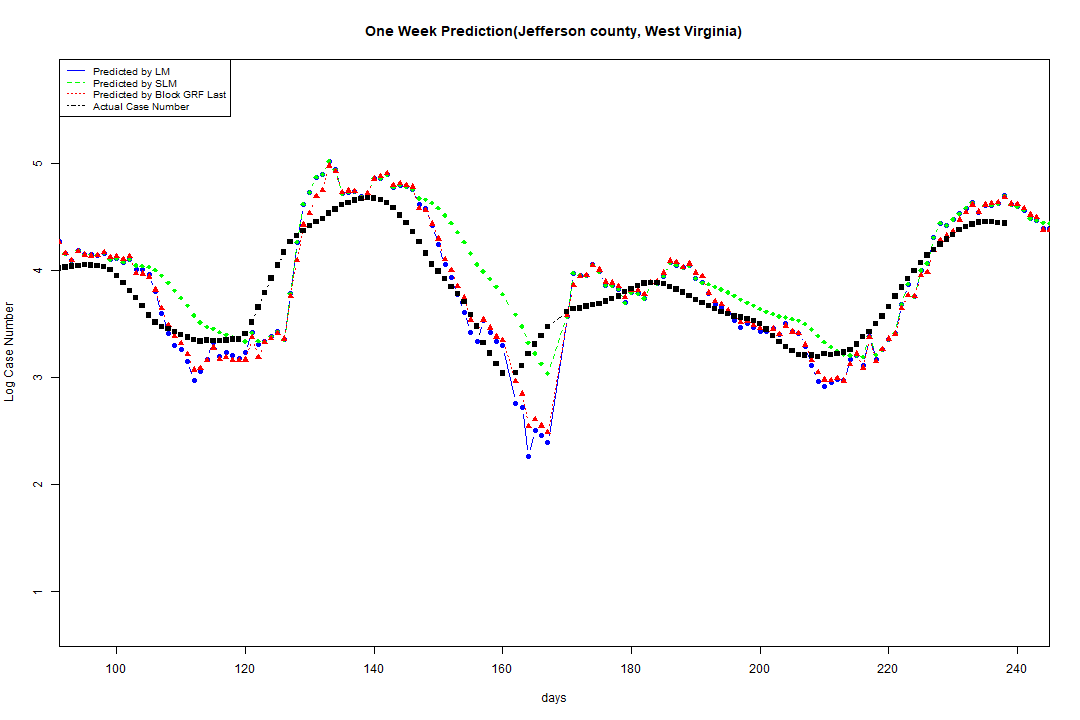 One Week Prediction(Jefferson county, West Virginia)
Predicted by LM
Predicted by SLM
Predicted by Block GRF Last
Actual Case Number
5
4
3
2
1
Log Case Number
100 120 140 160 180 200 220 240
days